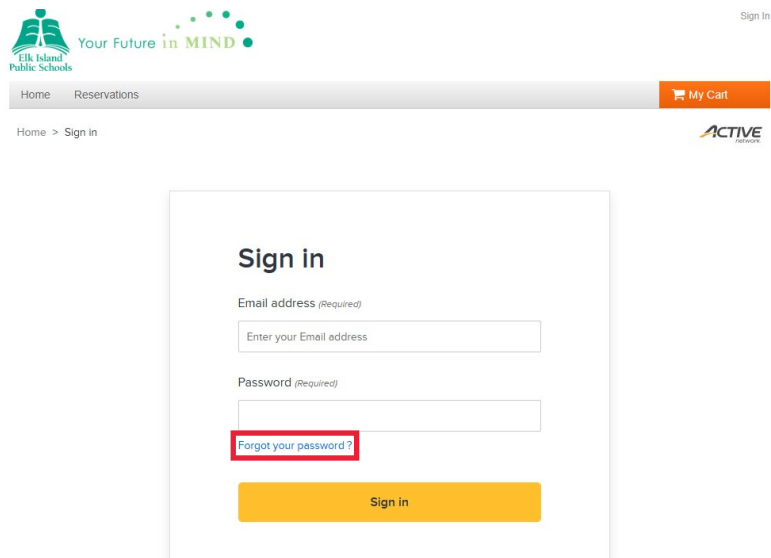 Sign In
Elk Island
Public Schools
Your Future in MIND
Home Reservations My Cart
Home > Sign in
ACTIVE
network
Sign in
Email address (Required)
Enter your Email address
Password (Required)
Forgot your password ?
Sign in